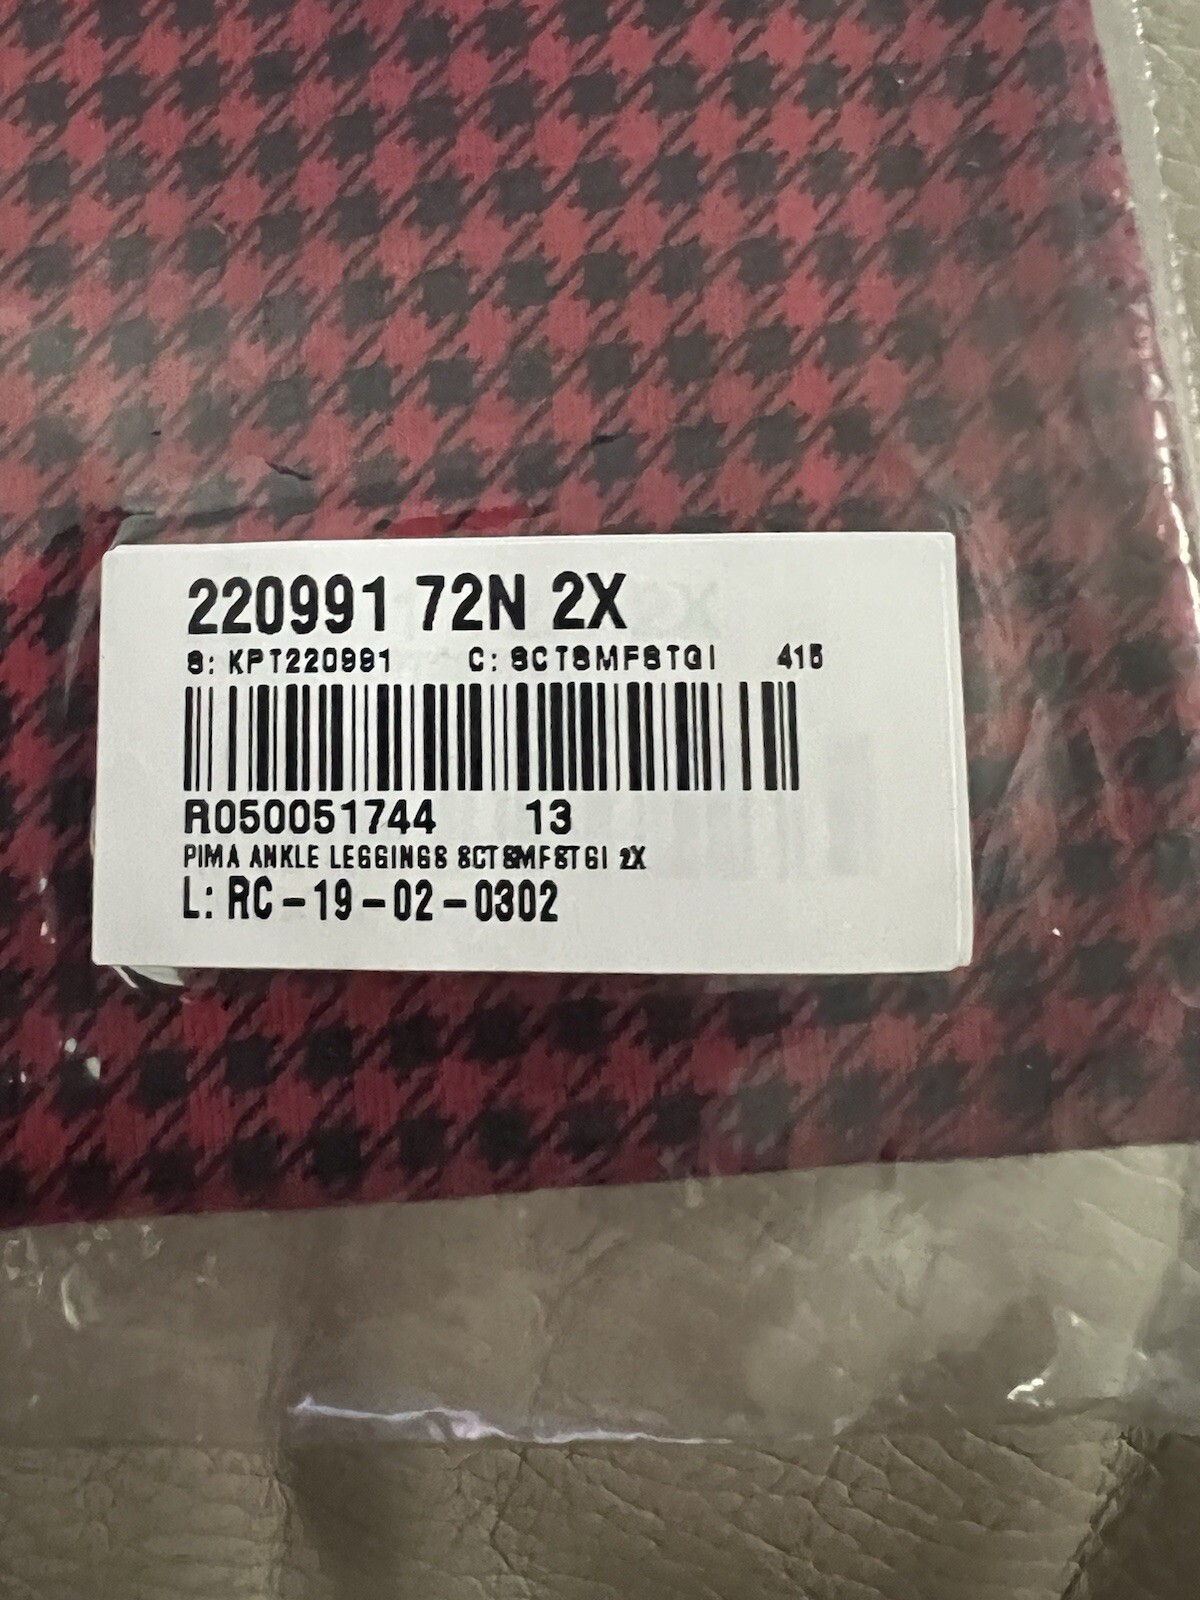 220991 72N 2X
S: KPT220991 C: SCTSMFSTGI 415
R050051744 13
PIMA ANKLE LEGGINGS SCTSMFSTGI 2X
L: RC-19-02-0302